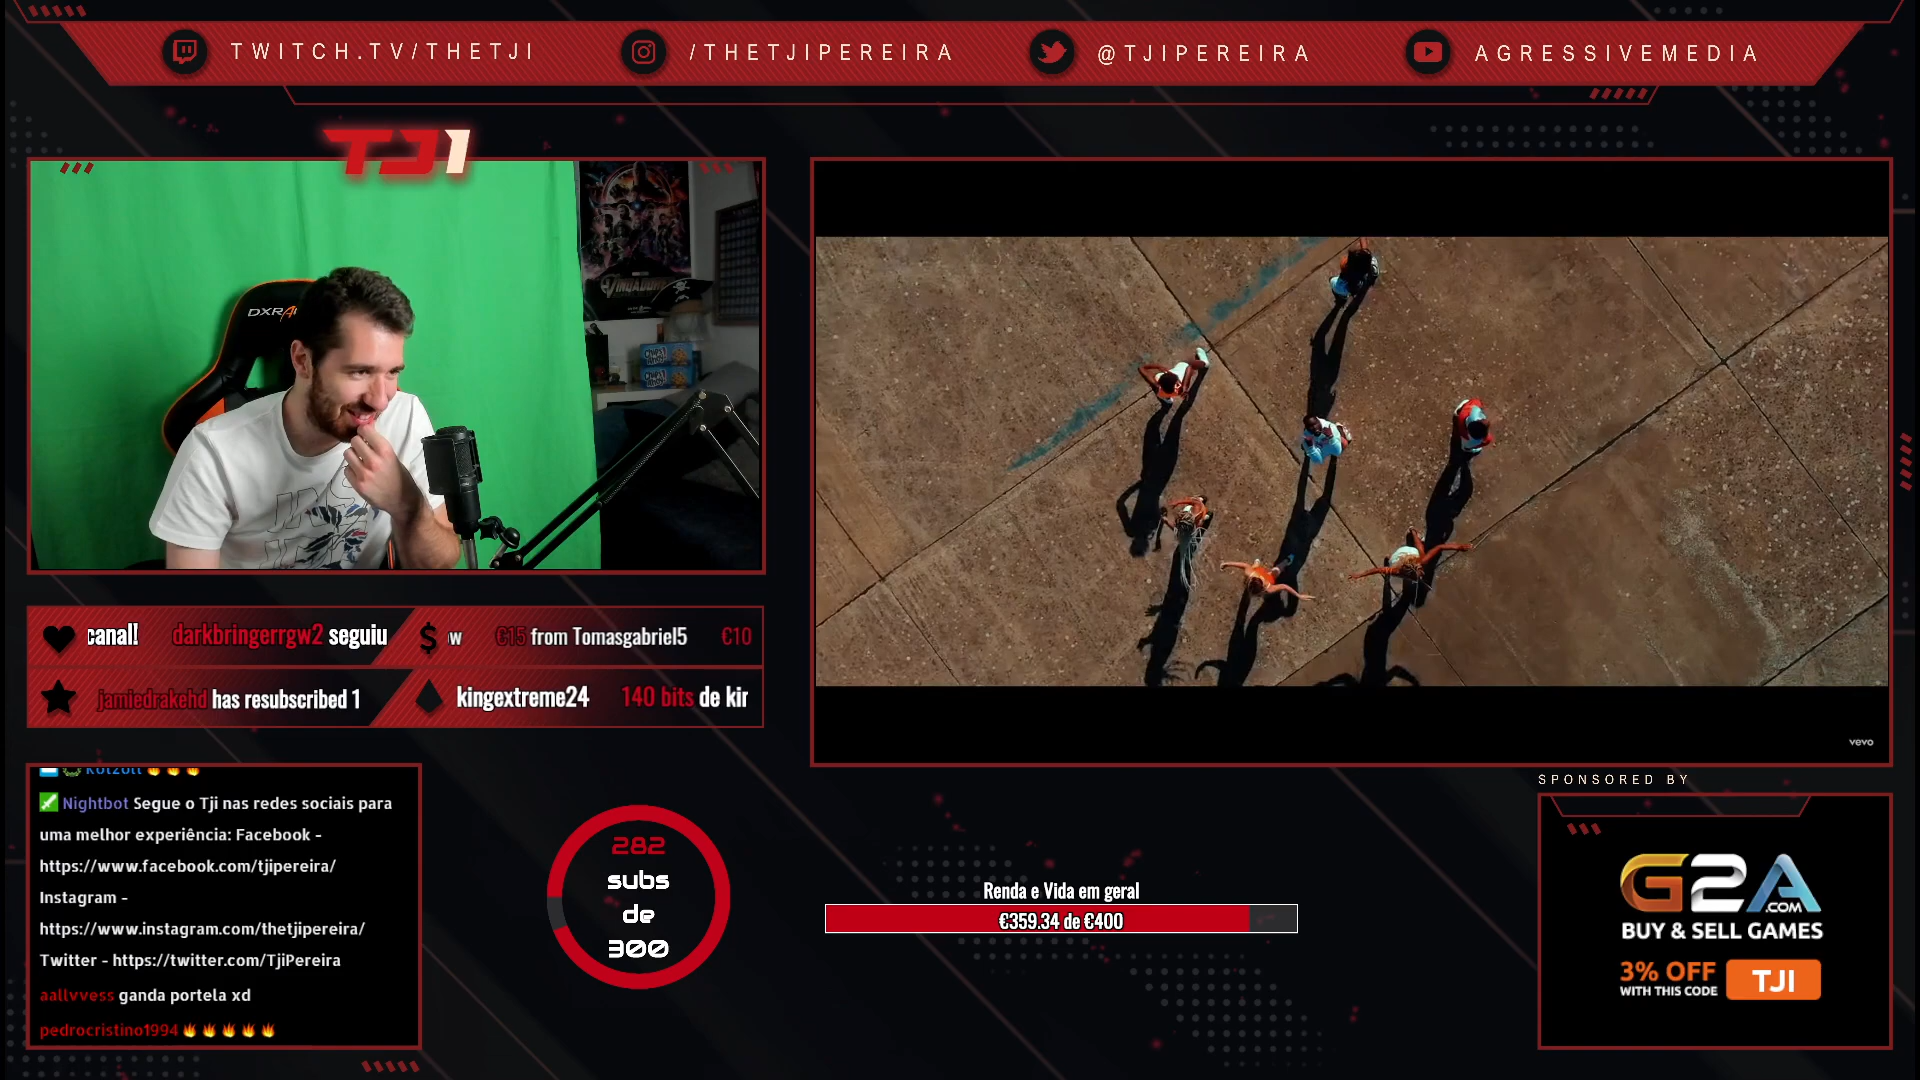 TWITCH.TV/THETJI
/THETJIPEREIRA
@TJIPEREIRA
AGRESSIVEMEDIA
TJI
DXRA
canal! darkbringerrgw2 seguiu
w €15 from Tomasgabriel5 €10
jamiedrakehd has resubscribed 1
kingextreme24 140 bits de kir
vevo
SPONSORED BY
Nightbot Segue o Tji nas redes sociais para
uma melhor experiência: Facebook -
https://www.facebook.com/tjipereira/
Instagram -
https://www.instagram.com/thetjipereira/
Twitter - https://twitter.com/TjiPereira
aallvvess ganda portela xd
pedrocristino1994
282
subs
de
300
Renda e Vida em geral
€359.34 de €400
G2A
.COM
BUY & SELL GAMES
3% OFF
WITH THIS CODE
TJI